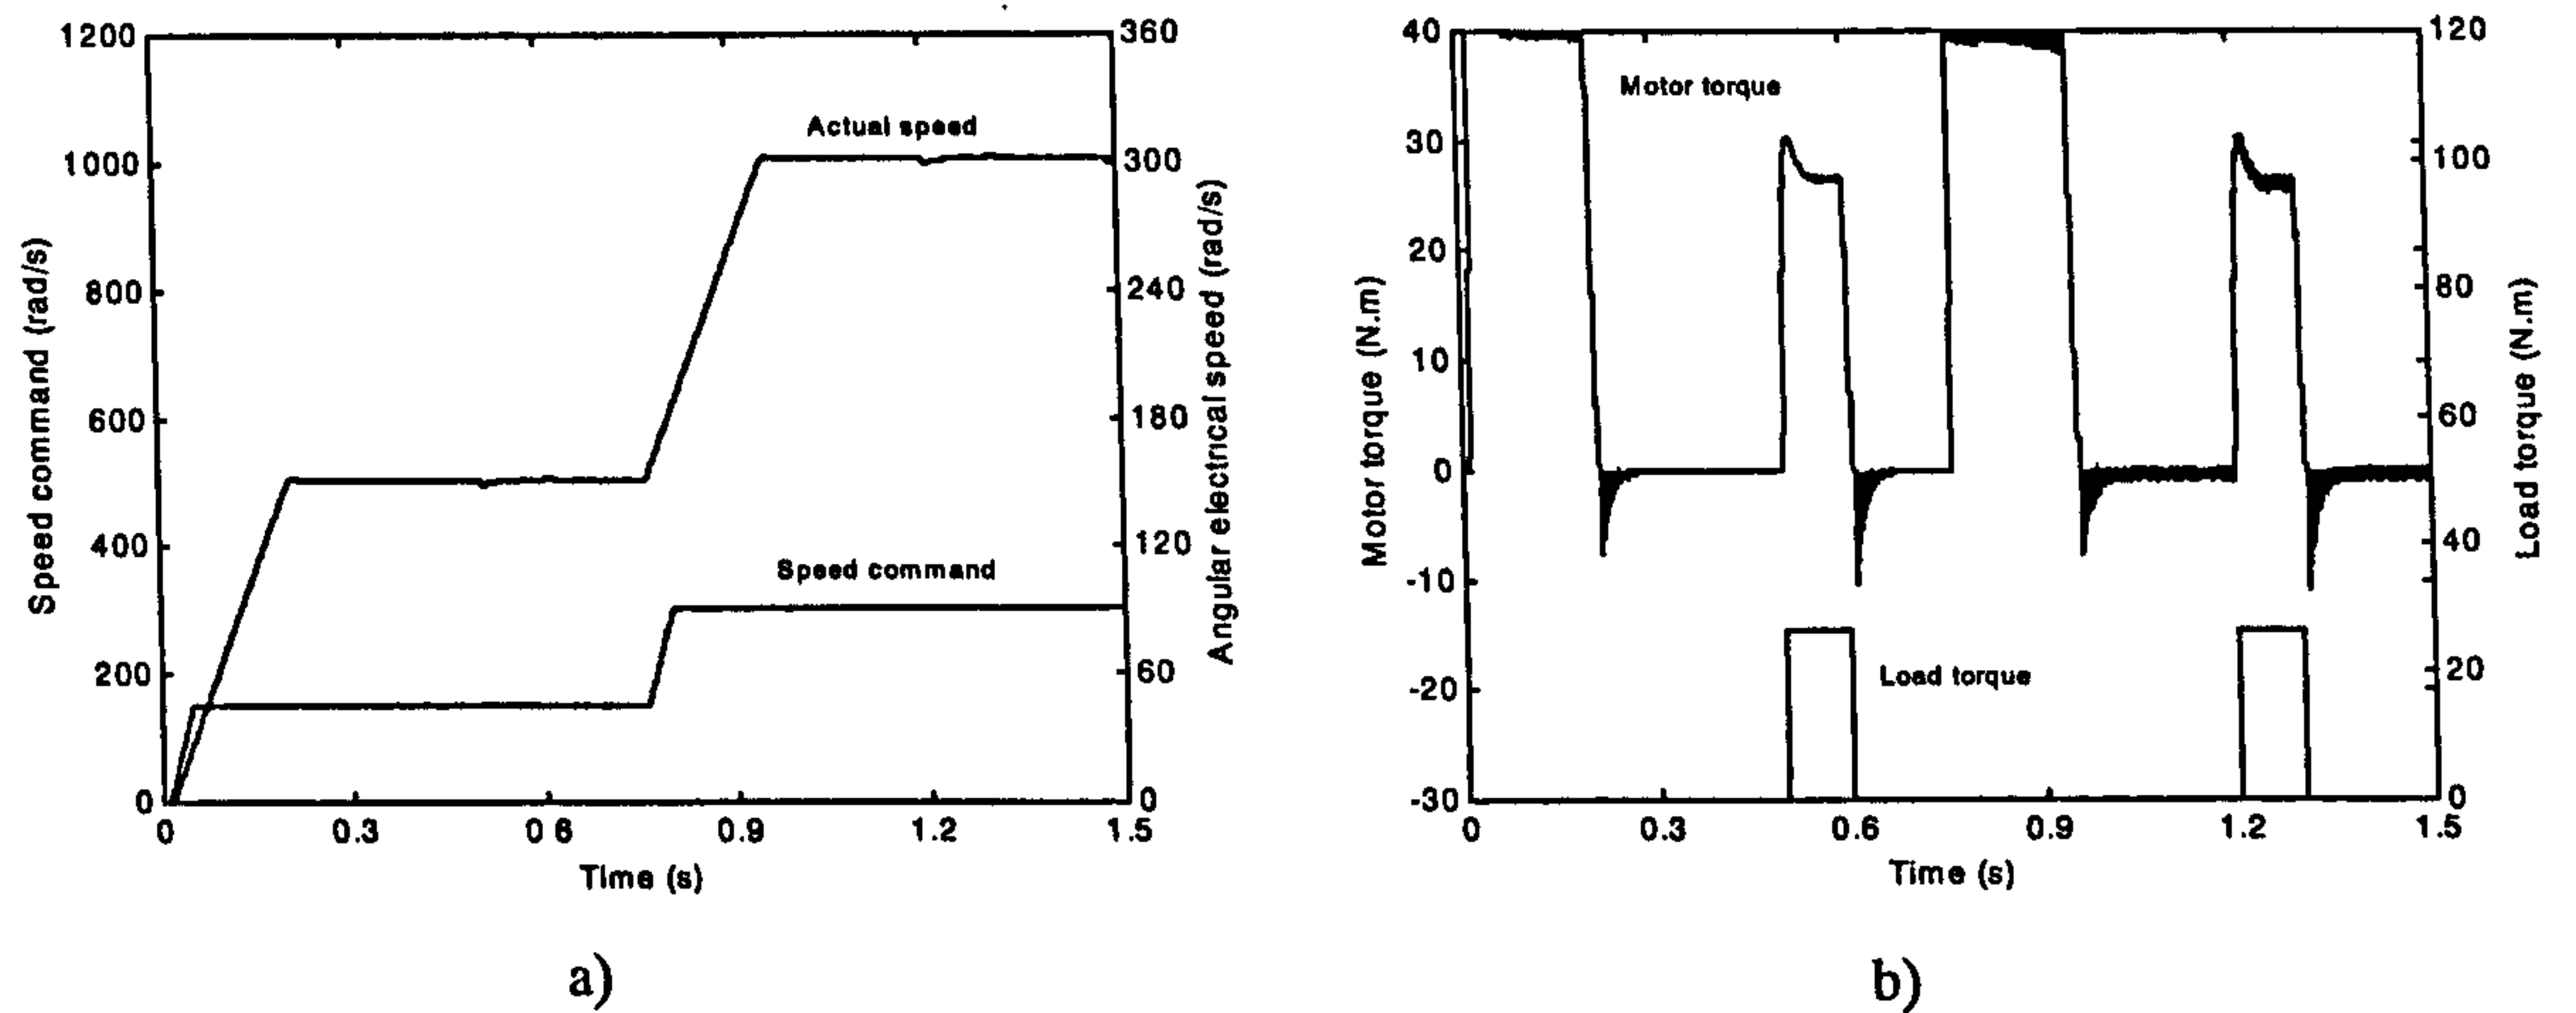 1200
1000
800
600
400
200
0
Speed command (rad/s)
360
300
240
180
120
60
0
Angular electrical speed (rad/s)
Actual speed
Speed command
0 0.3 0 6 0.9 1.2 1.5
Time (s)
a)
40
30
20
10
0
-10
-20
-30
Motor torque (N.m)
120
100
80
60
40
20
0
Load torque (N.m)
Motor torque
Load torque
0 0.3 0.6 0.9 1.2 1.5
Time (s)
b)